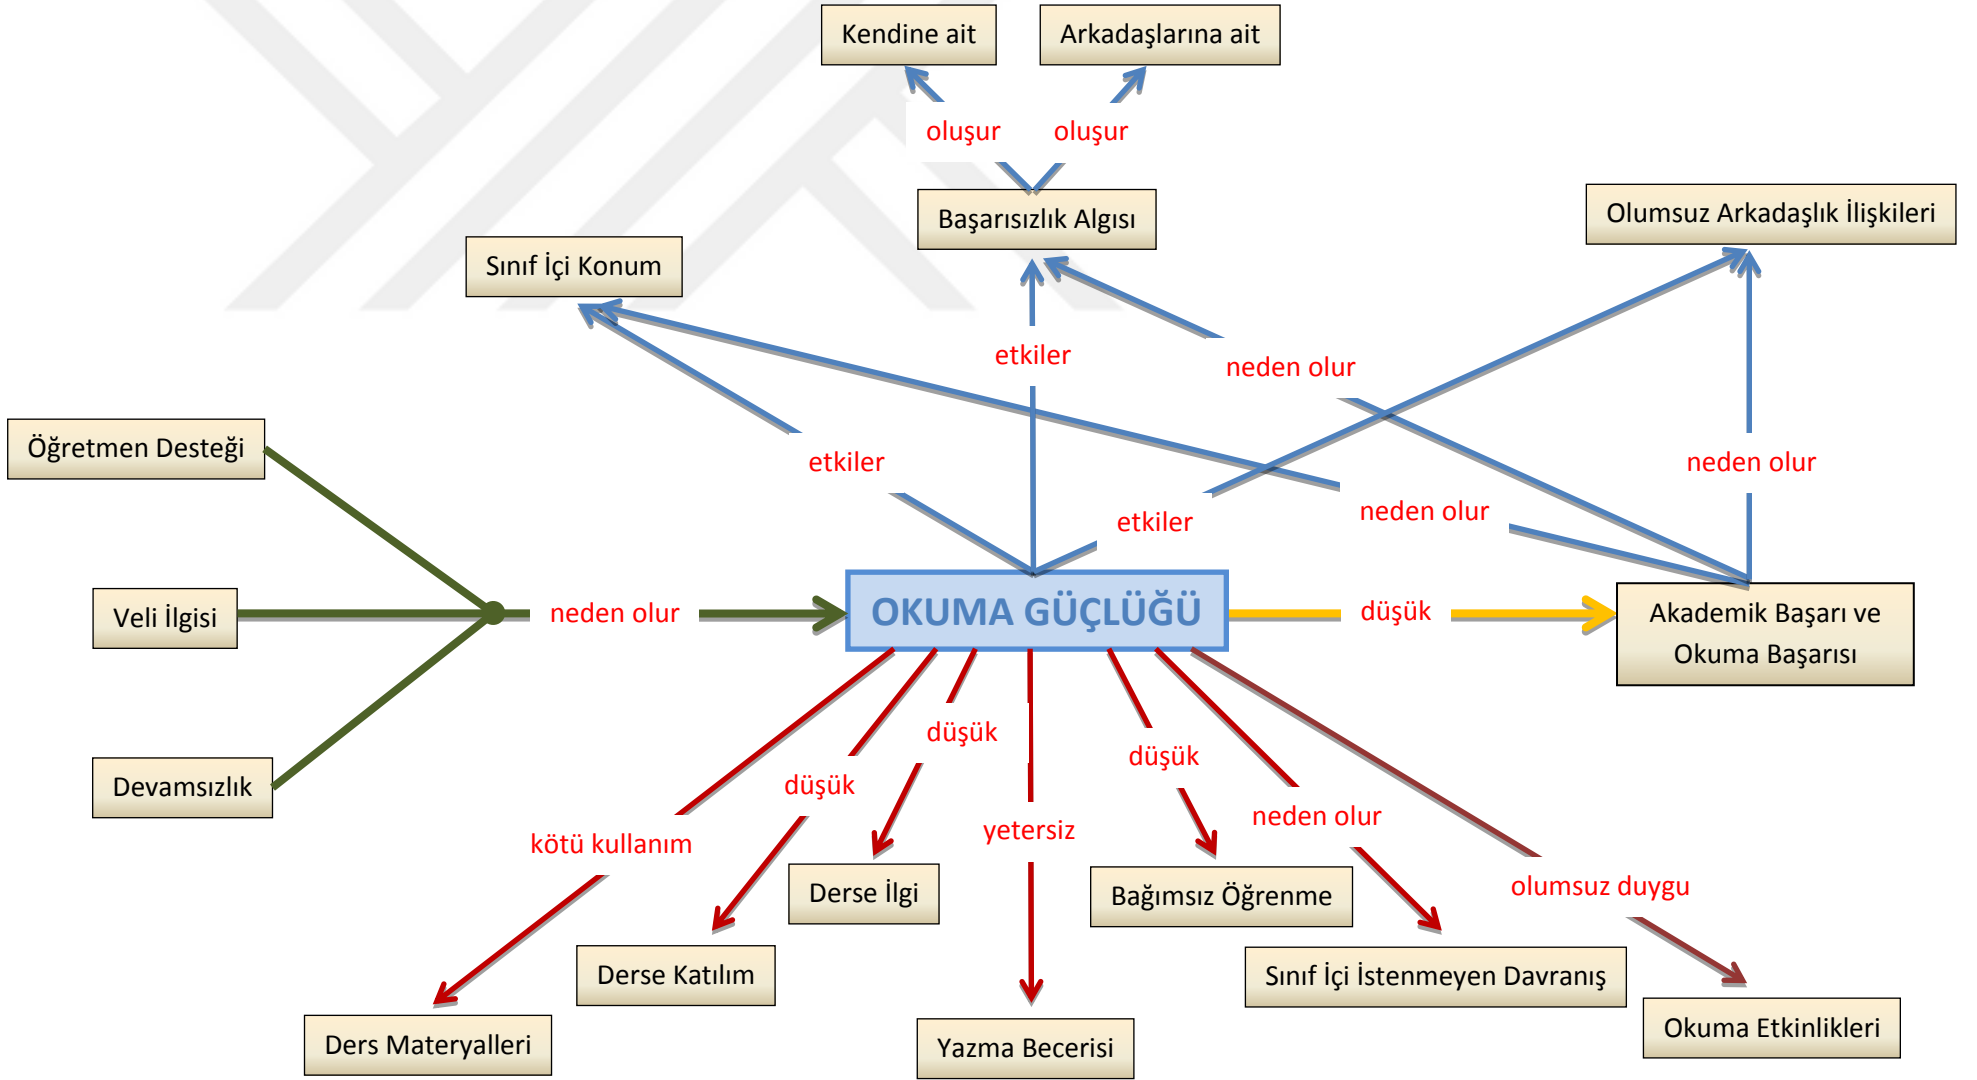 Kendine ait
Arkadaşlarına ait
oluşur
oluşur
Başarısızlık Algısı
Olumsuz Arkadaşlık İlişkileri
Sınıf İçi Konum
etkiler
neden olur
Öğretmen Desteği
etkiler
neden olur
etkiler
neden olur
Veli İlgisi
neden olur
OKUMA GÜÇLÜĞÜ
düşük
Akademik Başarı ve
Okuma Başarısı
Devamsızlık
düşük
düşük
düşük
kötü kullanım
yetersiz
neden olur
olumsuz duygu
Derse İlgi
Bağımsız Öğrenme
Derse Katılım
Sınıf İçi İstenmeyen Davranış
Ders Materyalleri
Yazma Becerisi
Okuma Etkinlikleri